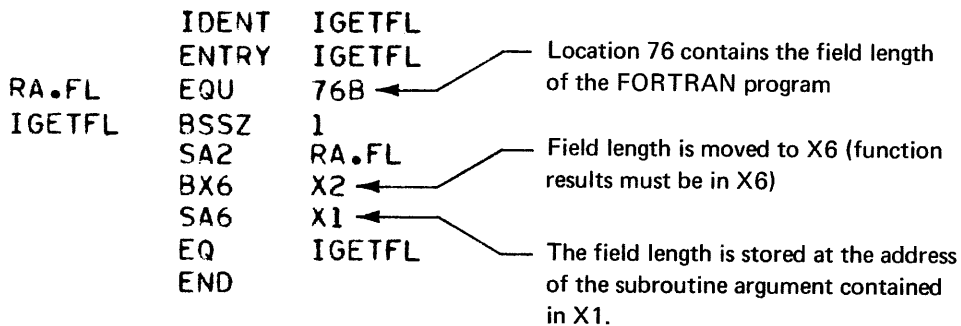 IDENT IGETFL
ENTRY IGETFL
RA.FL EQU 76B
IGETFL BSSZ 1
SA2 RA.FL
BX6 X2
SA6 X1
EQ IGETFL
END
Location 76 contains the field length
of the FORTRAN program
Field length is moved to X6 (function
results must be in X6)
The field length is stored at the address
of the subroutine argument contained
in X1.